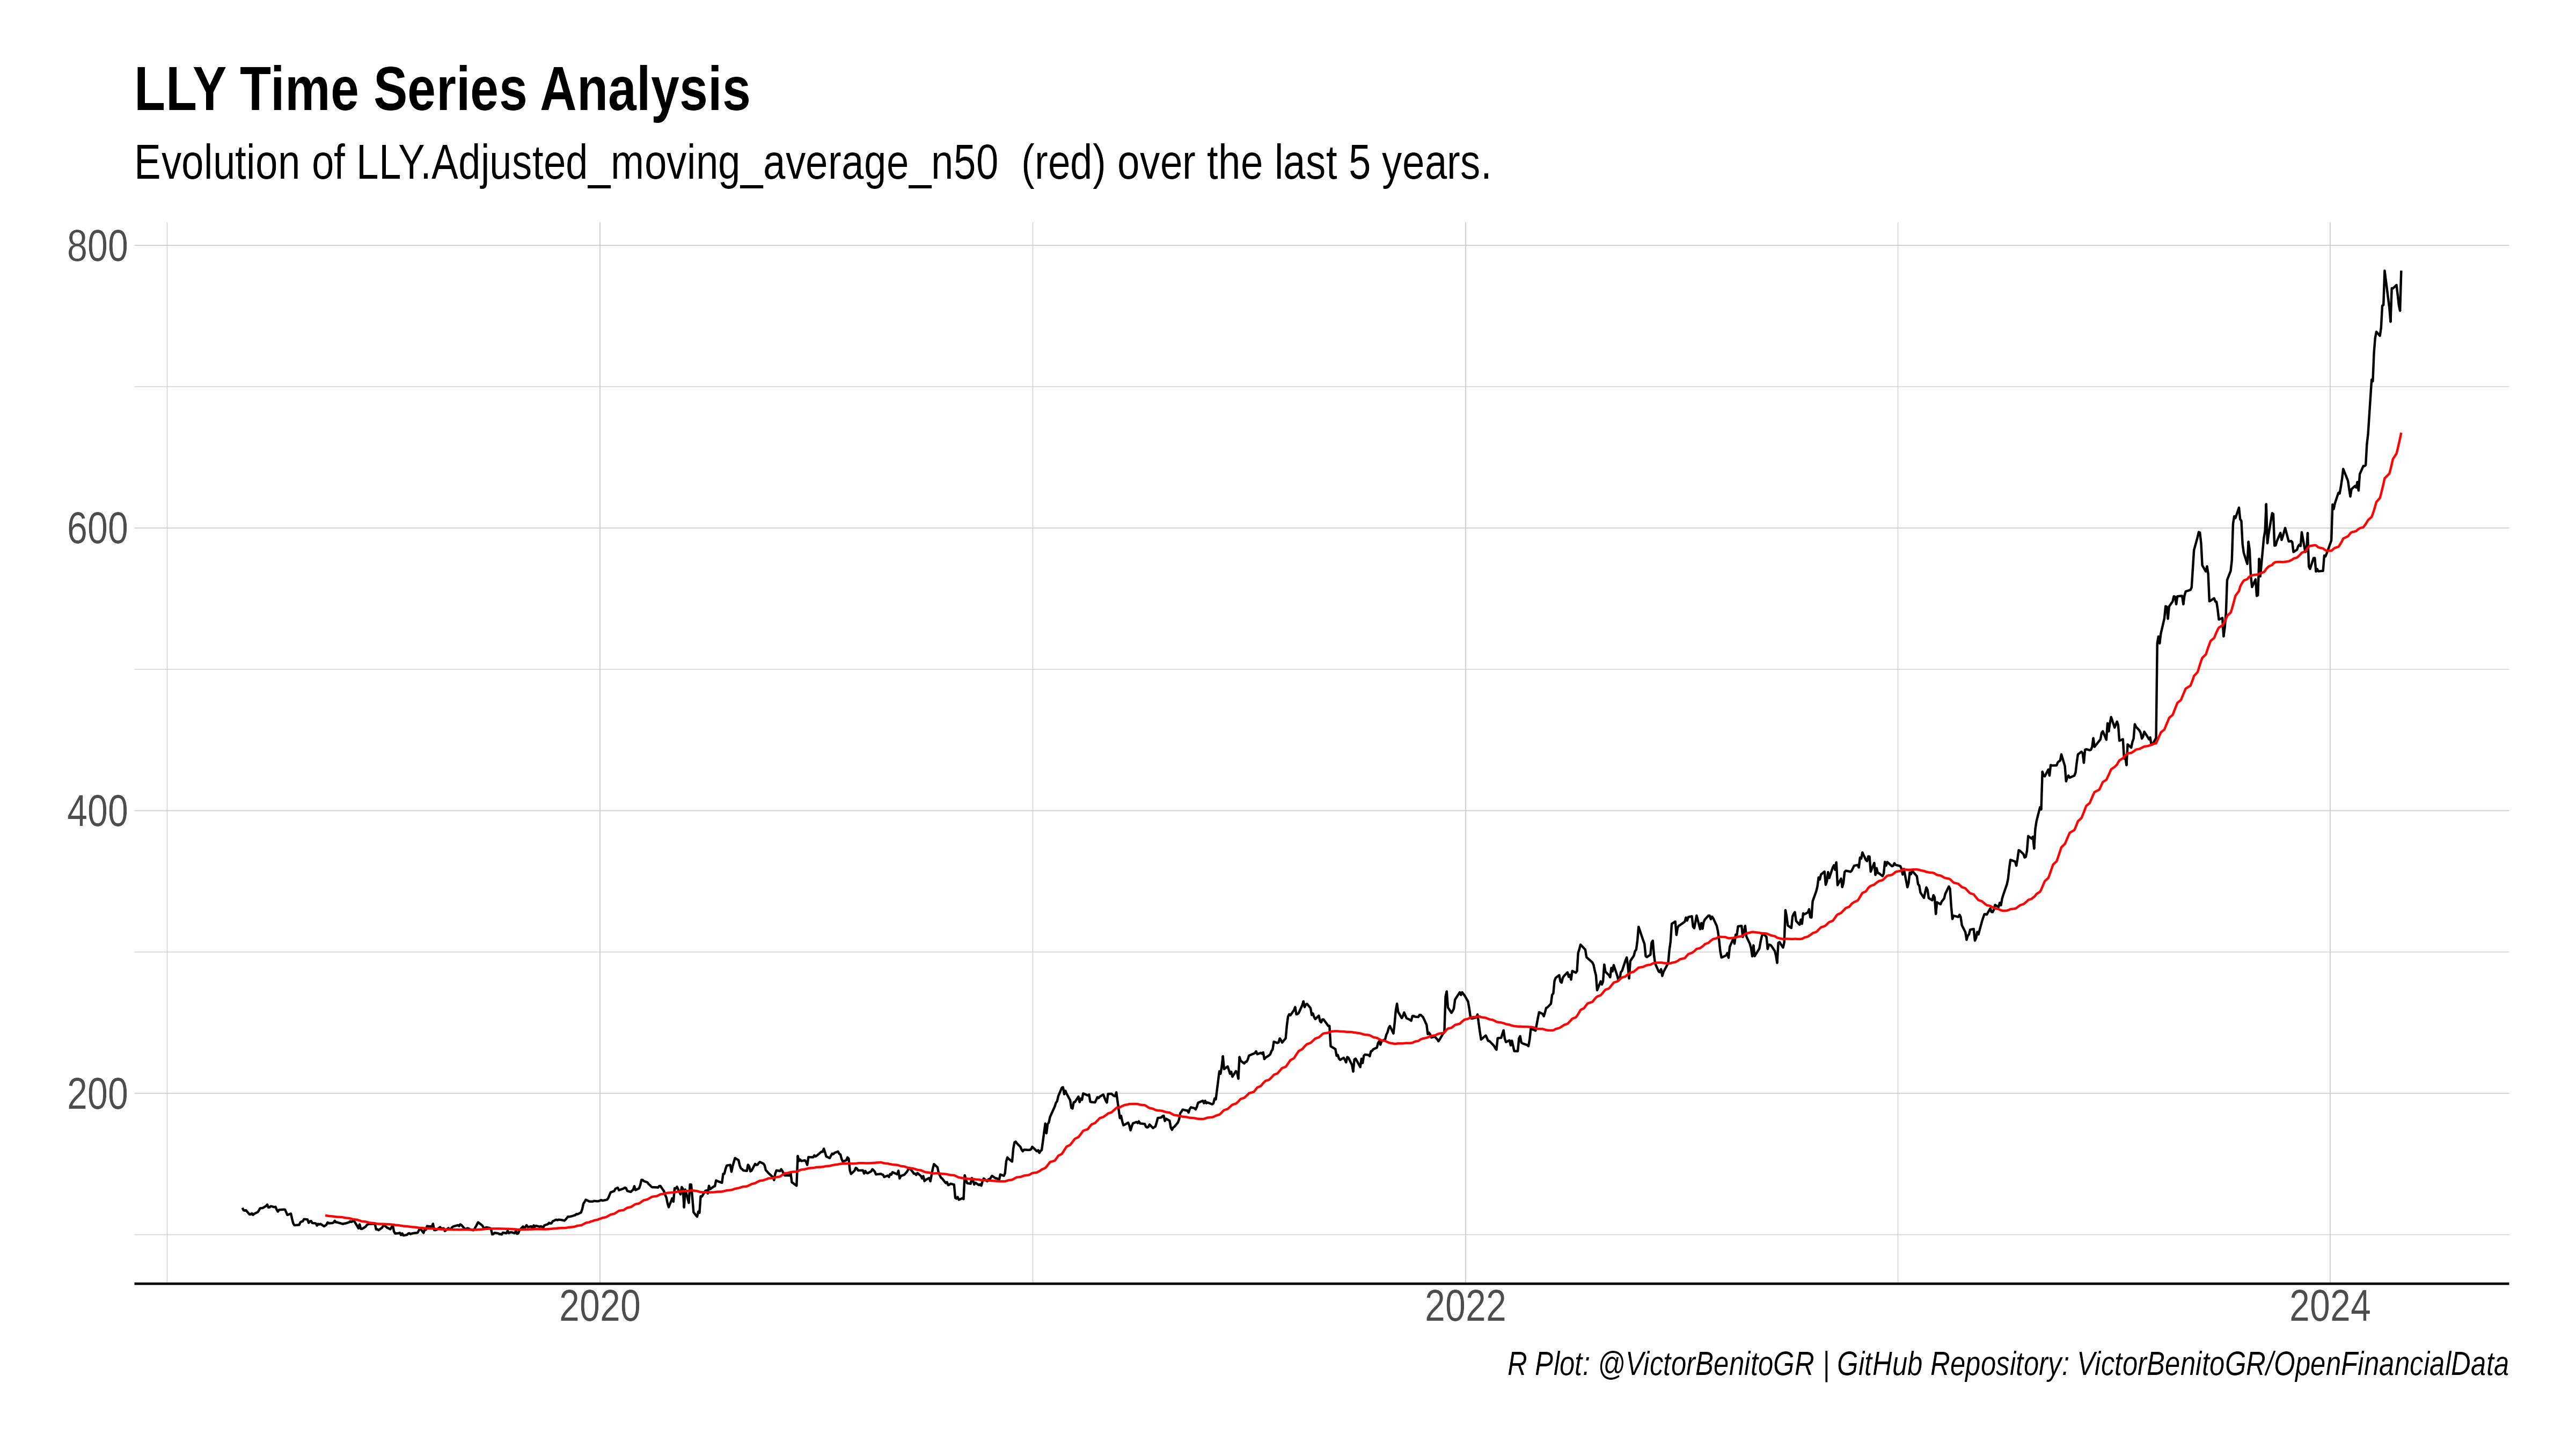 LLY Time Series Analysis
Evolution of LLY.Adjusted_moving_average_n50  (red) over the last 5 years.
800
600
400
200
2020 2022 2024
R Plot: @VictorBenitoGR | GitHub Repository: VictorBenitoGR/OpenFinancialData